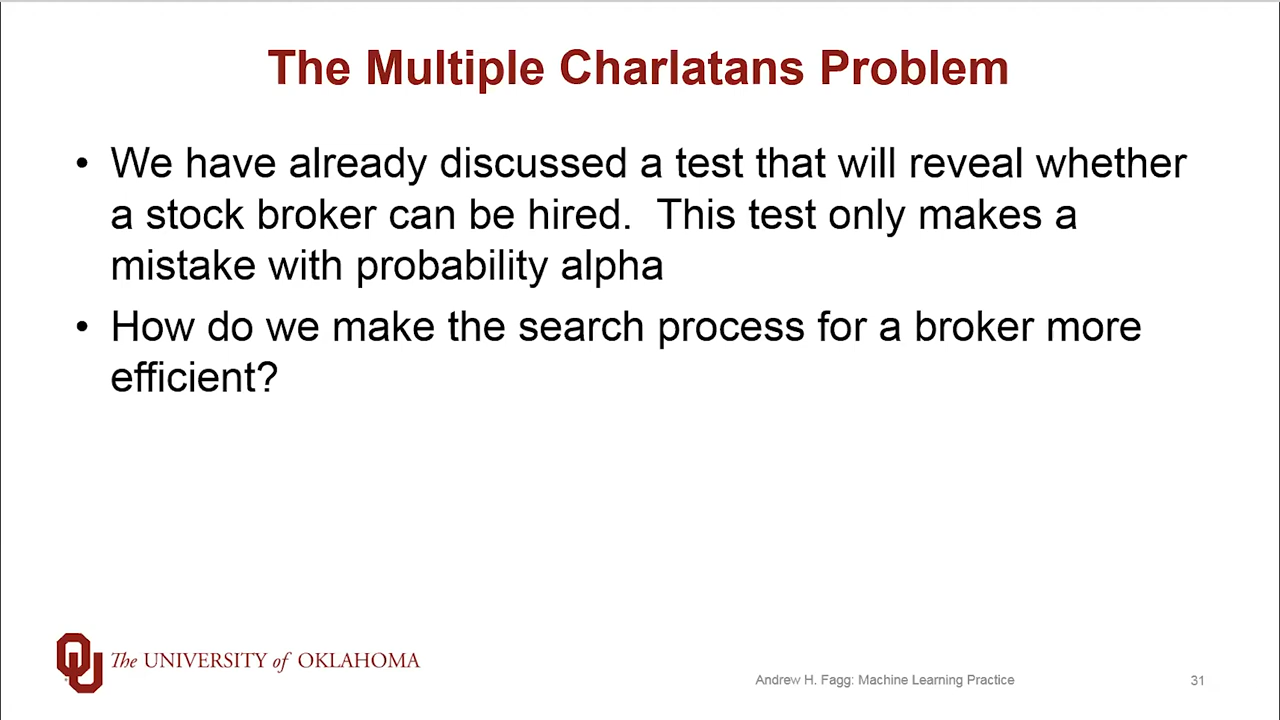 The Multiple Charlatans Problem
• We have already discussed a test that will reveal whether
a stock broker can be hired.  This test only makes a
mistake with probability alpha
• How do we make the search process for a broker more
efficient?
The UNIVERSITY of OKLAHOMA
Andrew H. Fagg: Machine Learning Practice
31